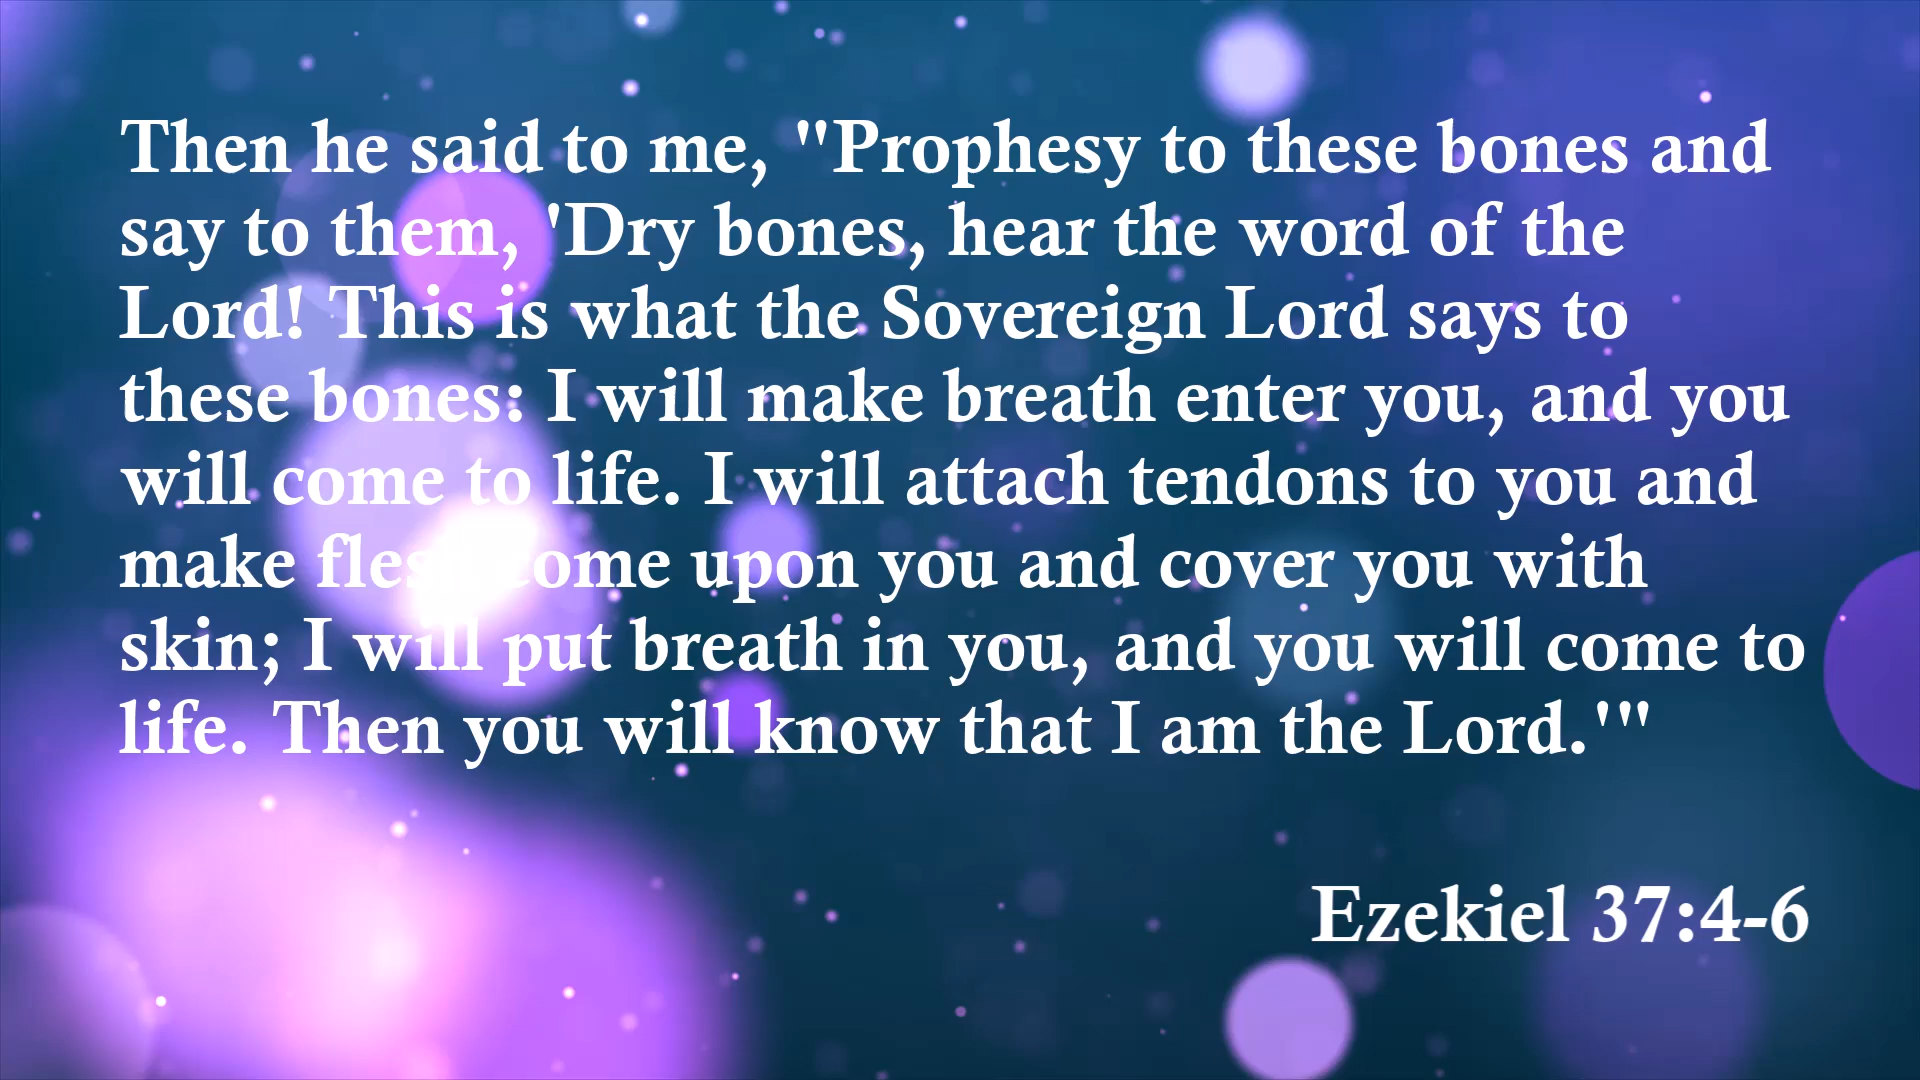 Then he said to me, "Prophesy to these bones and
say to them, 'Dry bones, hear the word of the
Lord! This is what the Sovereign Lord says to
these bones: I will make breath enter you, and you
will come to life. I will attach tendons to you and
make flesh come upon you and cover you with
skin; I will put breath in you, and you will come to
life. Then you will know that I am the Lord.'"
Ezekiel 37:4-6